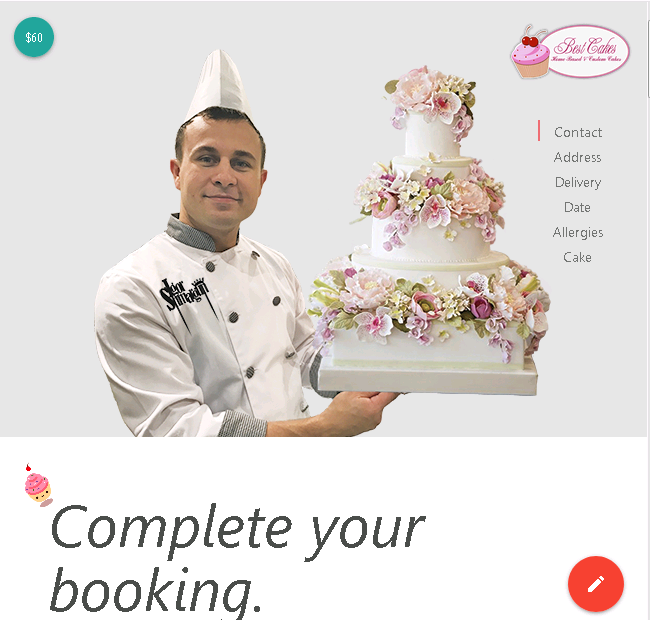 $60
Best Cakes
Home Based & Custom Cakes
Contact
Address
Delivery
Date
Allergies
Cake
Complete your
booking.